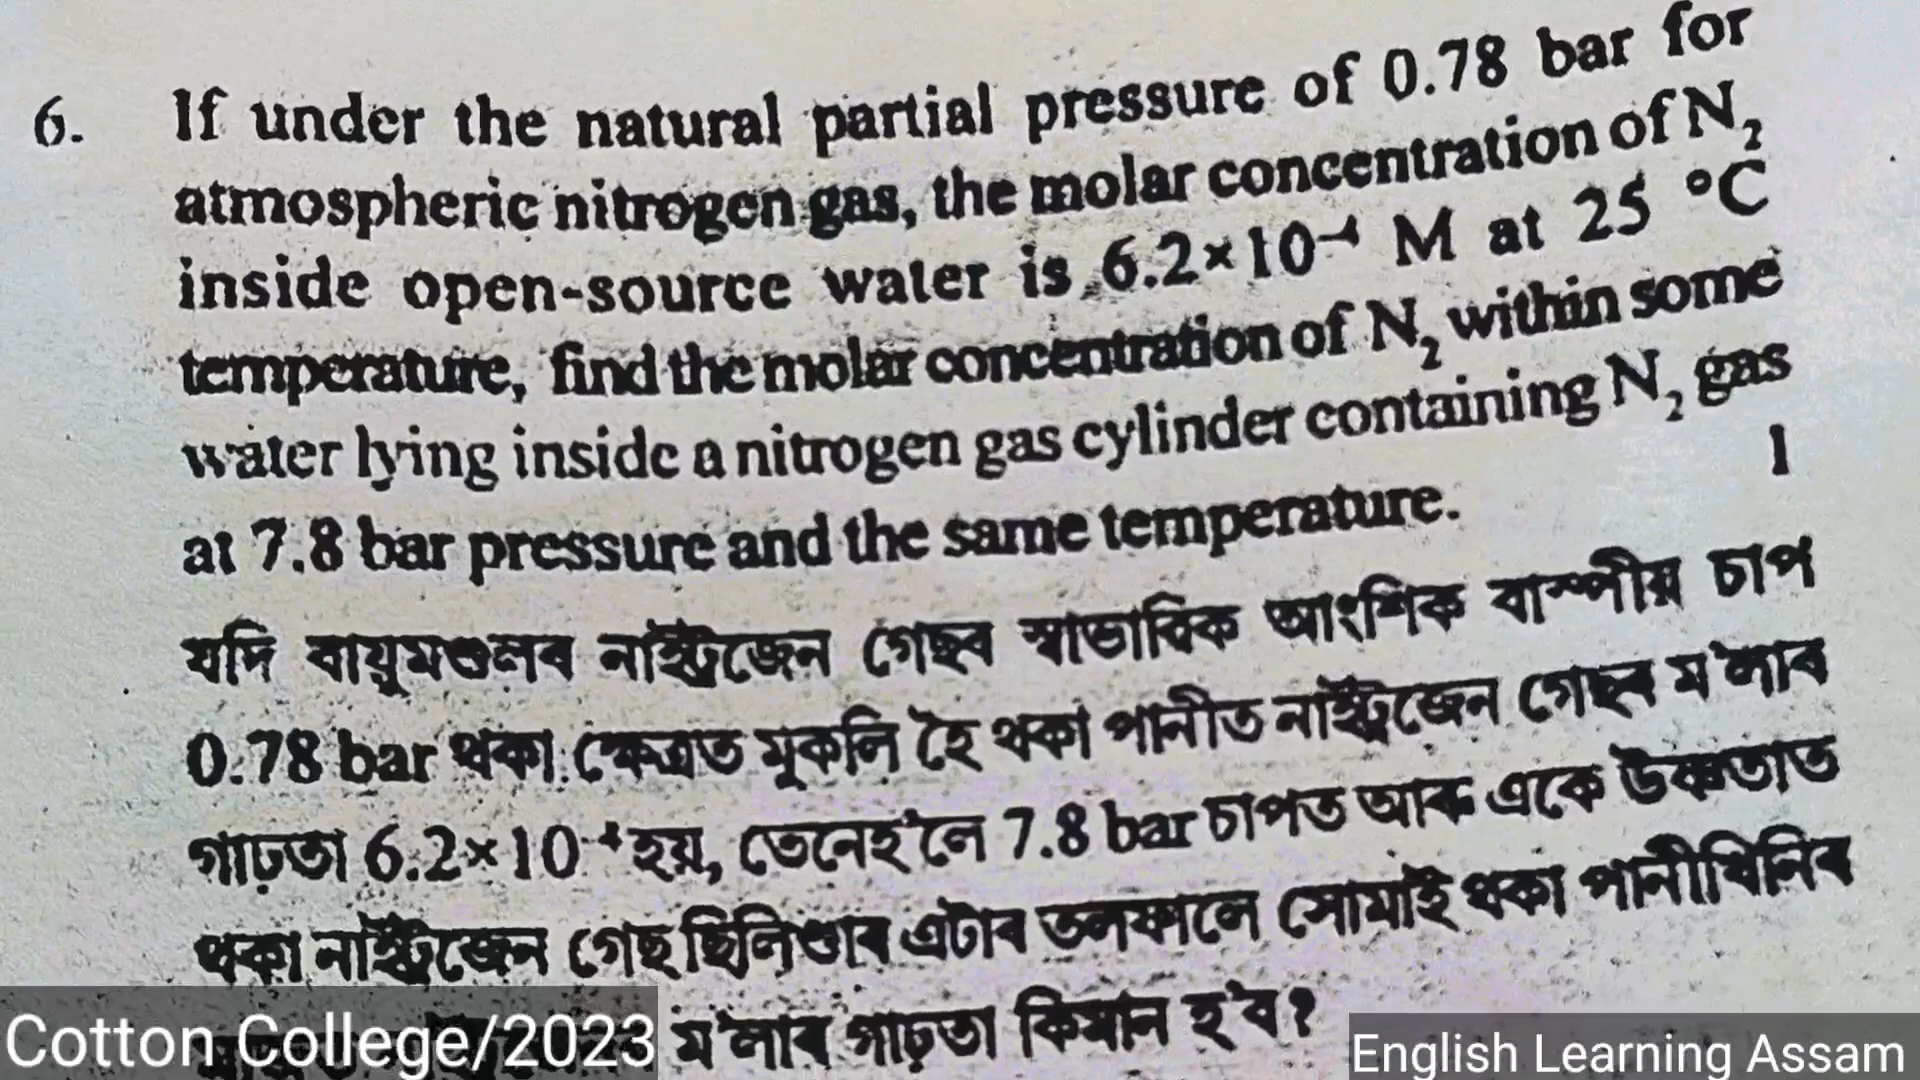 6. If under the natural partial pressure of 0.78 bar for
atmospheric nitrogen gas, the molar concentration of N₂
inside open-source water is 6.2×10⁻⁴ M at 25 °C
temperature, find the molar concentration of N₂ within some
water lying inside a nitrogen gas cylinder containing N₂ gas
at 7.8 bar pressure and the same temperature. 1
যদি বায়ুমণ্ডলৰ নাইট্ৰজেন গেছৰ স্বাভাবিক আংশিক বাস্পীয় চাপ
0.78 bar থকা ক্ষেত্ৰত মুকলি হৈ থকা পানীত নাইট্ৰজেন গেছৰ ম'লাৰ
গাঢ়তা 6.2×10⁻⁴ হয়, তেনেহ'লে 7.8 bar চাপত আৰু একে উষ্ণতাত
থকা নাইট্ৰজেন গেছ ছিলিণ্ডাৰ এটাৰ তলফালে সোমাই থকা পানীখিনিৰ
ম'লাৰ গাঢ়তা কিমান হ'ব?
Cotton College/2023
English Learning Assam